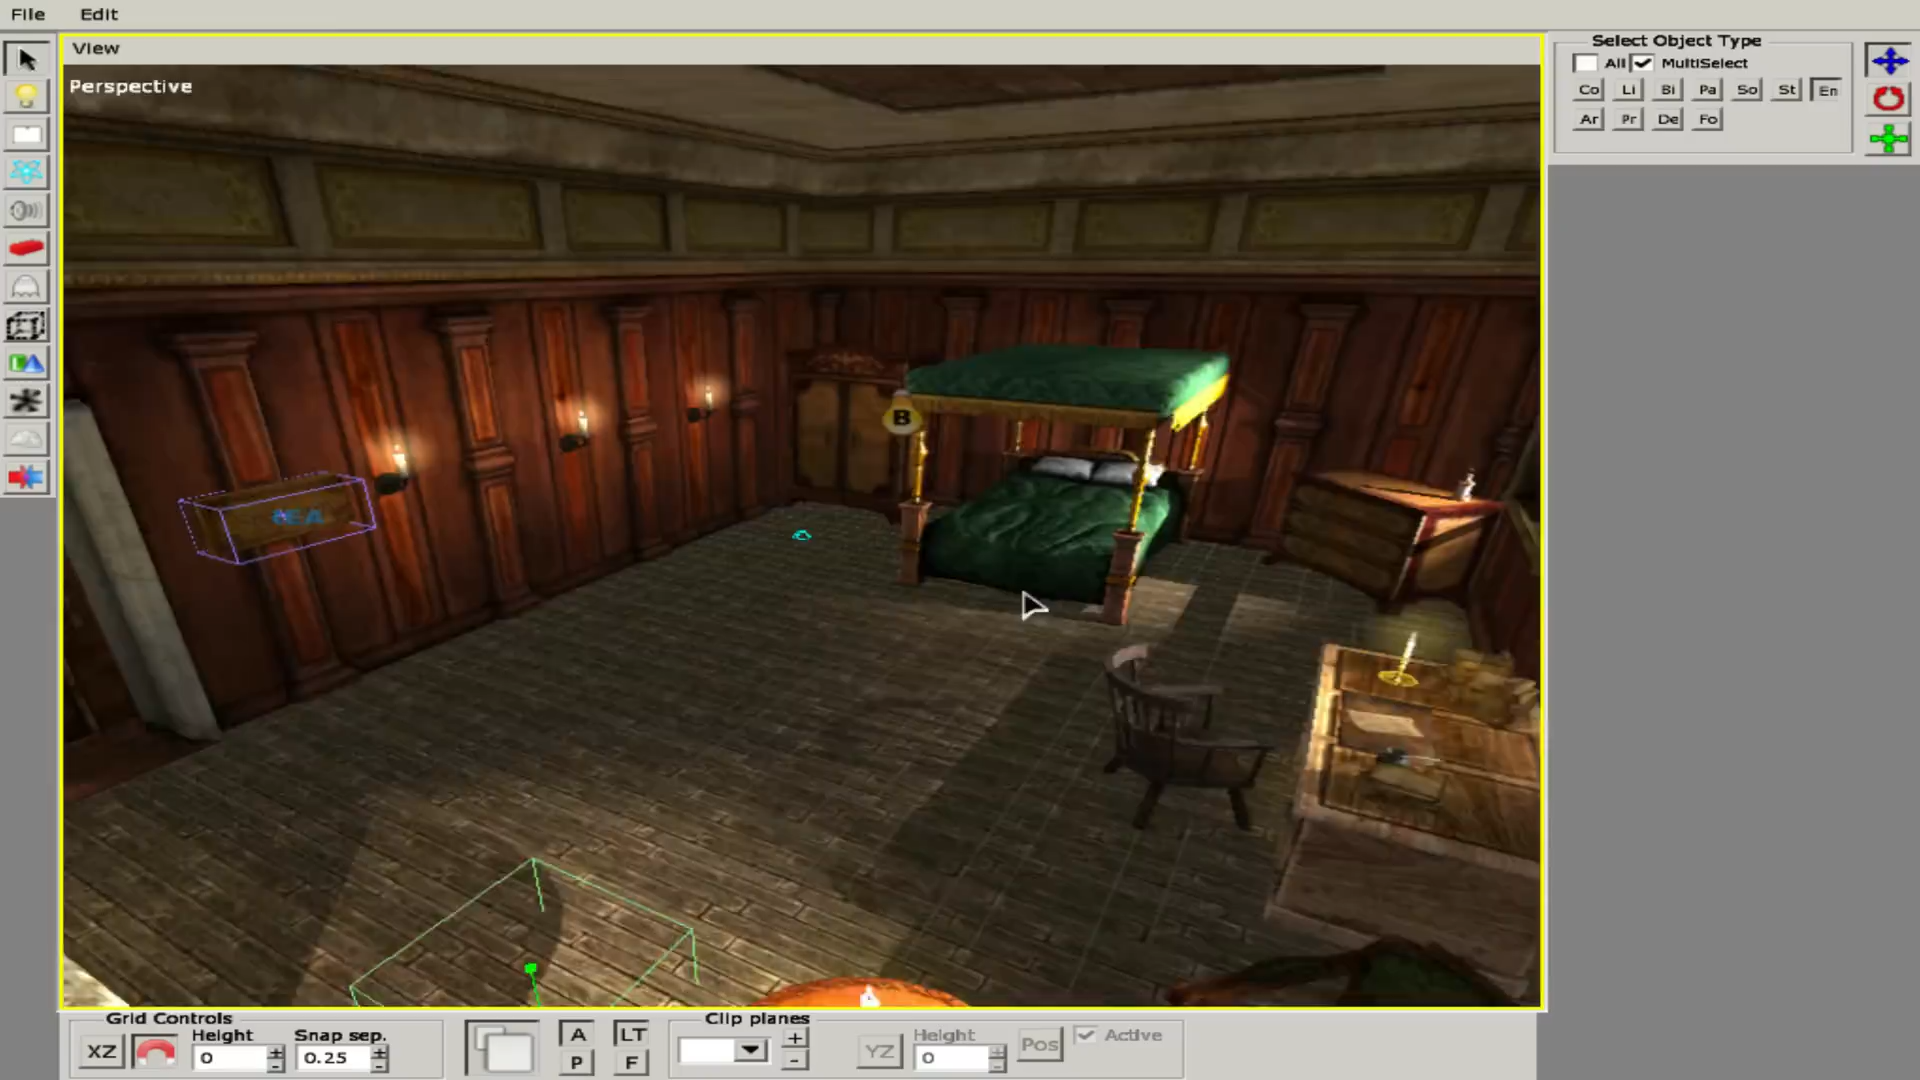 File Edit
View
Perspective
Select Object Type
All MultiSelect
Co Li Bi Pa So St En
Ar Pr De Fo
B
Grid Controls
XZ
Height
0
Snap sep.
0.25
A
P
LT
F
Clip planes
+
-
YZ
Height
0
Pos
Active